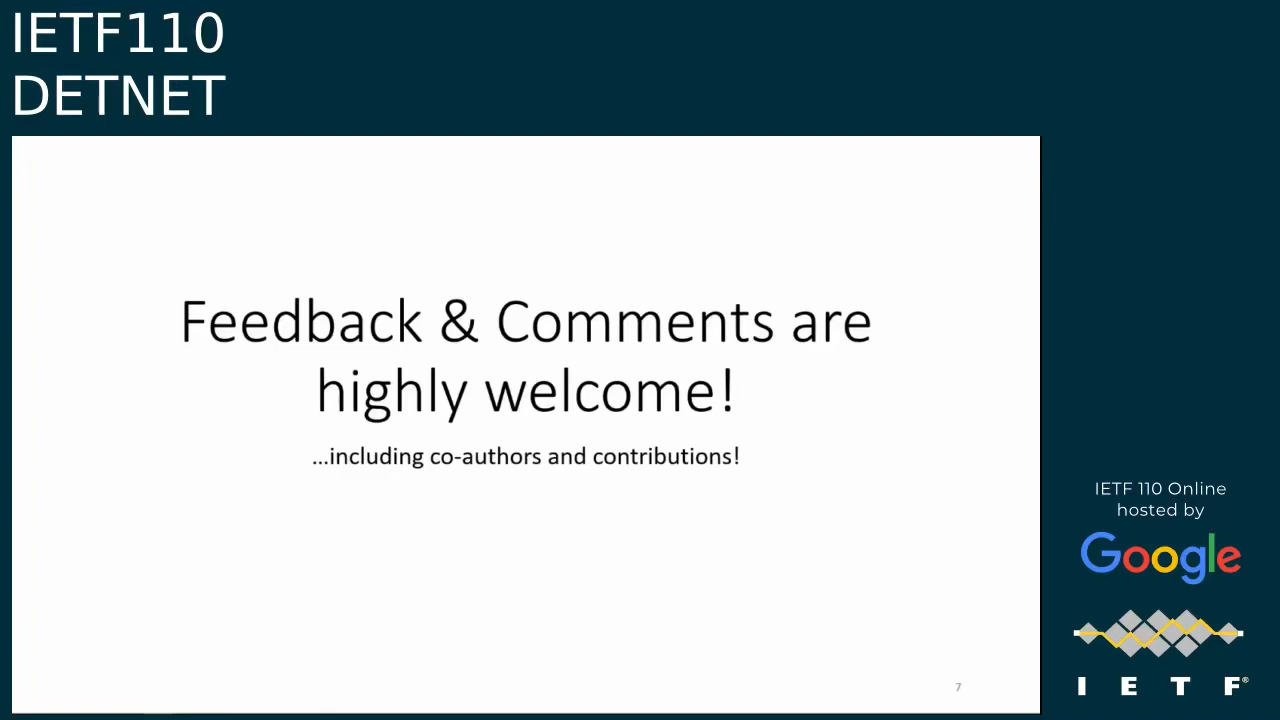 IETF110
DETNET
Feedback & Comments are
highly welcome!
...including co-authors and contributions!
7
IETF 110 Online
hosted by
Google
I E T F®